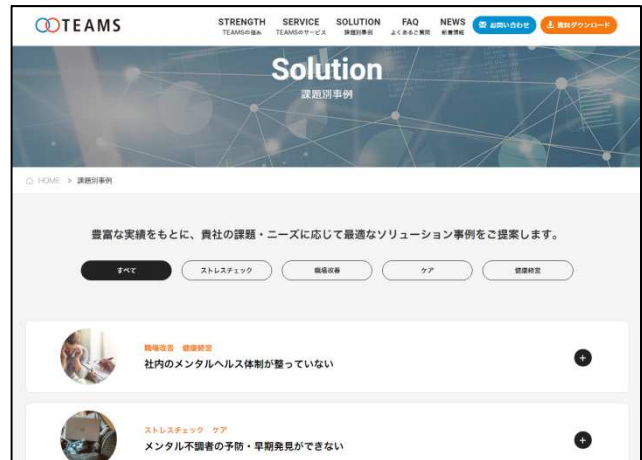 TEAMS
STRENGTH SERVICE SOLUTION FAQ NEWS
TEAMSの強み TEAMSのサービス 課題別事例 よくあるご質問 新着情報
お問い合わせ 資料ダウンロード
Solution
課題別事例
HOME > 課題別事例
豊富な実績をもとに、貴社の課題・ニーズに応じて最適なソリューション事例をご提案します。
すべて ストレスチェック 職場改善 ケア 健康経営
職場改善 健康経営
社内のメンタルヘルス体制が整っていない
ストレスチェック ケア
メンタル不調者の予防・早期発見ができない